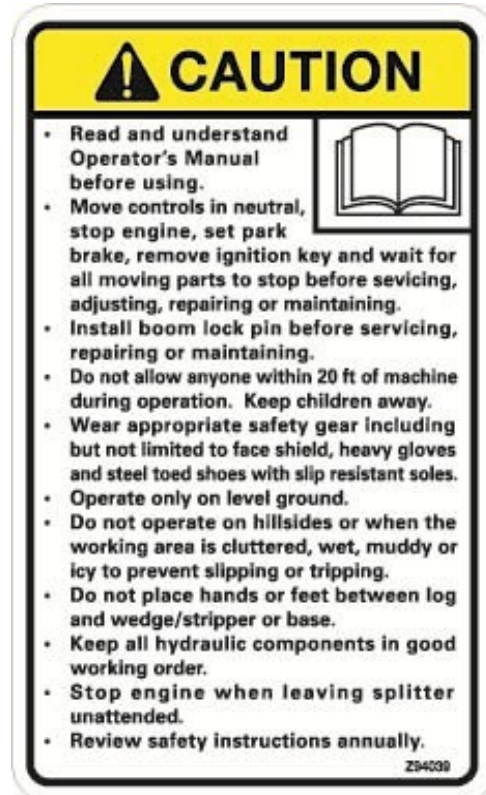 CAUTION
• Read and understand
Operator's Manual
before using.
• Move controls in neutral,
stop engine, set park
brake, remove ignition key and wait for
all moving parts to stop before sevicing,
adjusting, repairing or maintaining.
• Install boom lock pin before servicing,
repairing or maintaining.
• Do not allow anyone within 20 ft of machine
during operation. Keep children away.
• Wear appropriate safety gear including
but not limited to face shield, heavy gloves
and steel toed shoes with slip resistant soles.
• Operate only on level ground.
• Do not operate on hillsides or when the
working area is cluttered, wet, muddy or
icy to prevent slipping or tripping.
• Do not place hands or feet between log
and wedge/stripper or base.
• Keep all hydraulic components in good
working order.
• Stop engine when leaving splitter
unattended.
• Review safety instructions annually.
Z94039